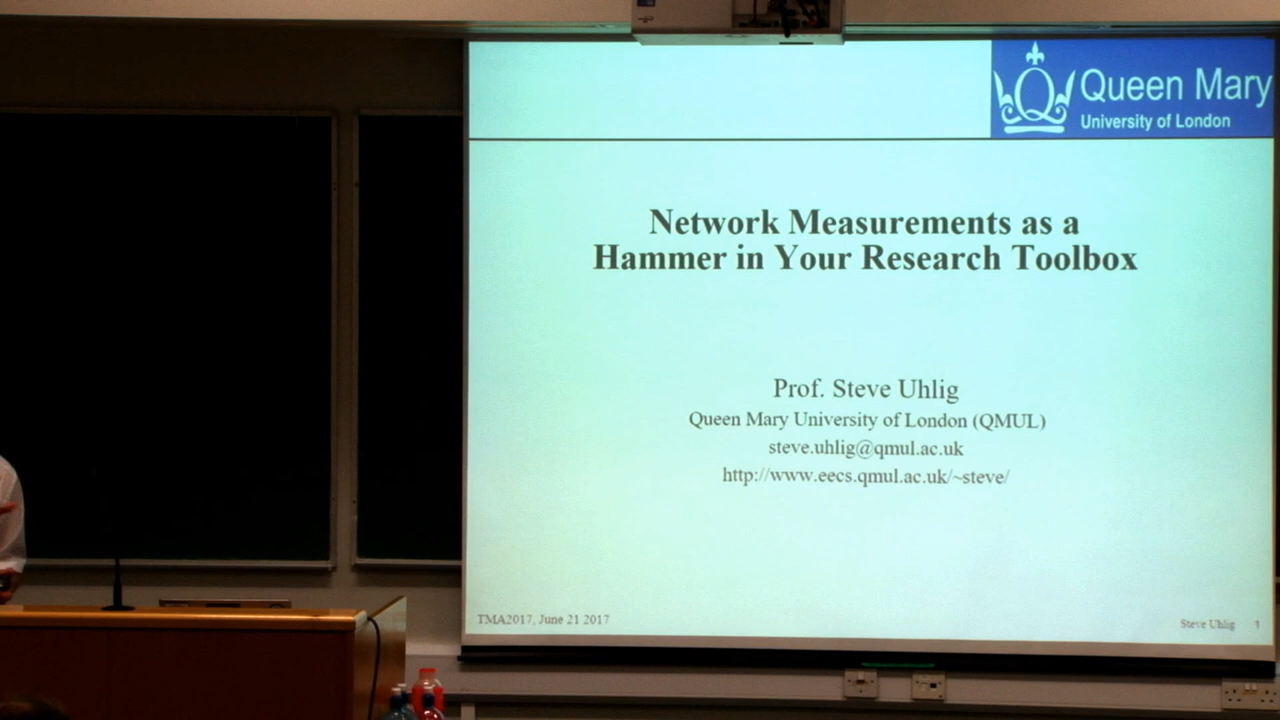 Queen Mary
University of London
Network Measurements as a
Hammer in Your Research Toolbox
Prof. Steve Uhlig
Queen Mary University of London (QMUL)
steve.uhlig@qmul.ac.uk
http://www.eecs.qmul.ac.uk/~steve/
TMA2017, June 21 2017
Steve Uhlig 1